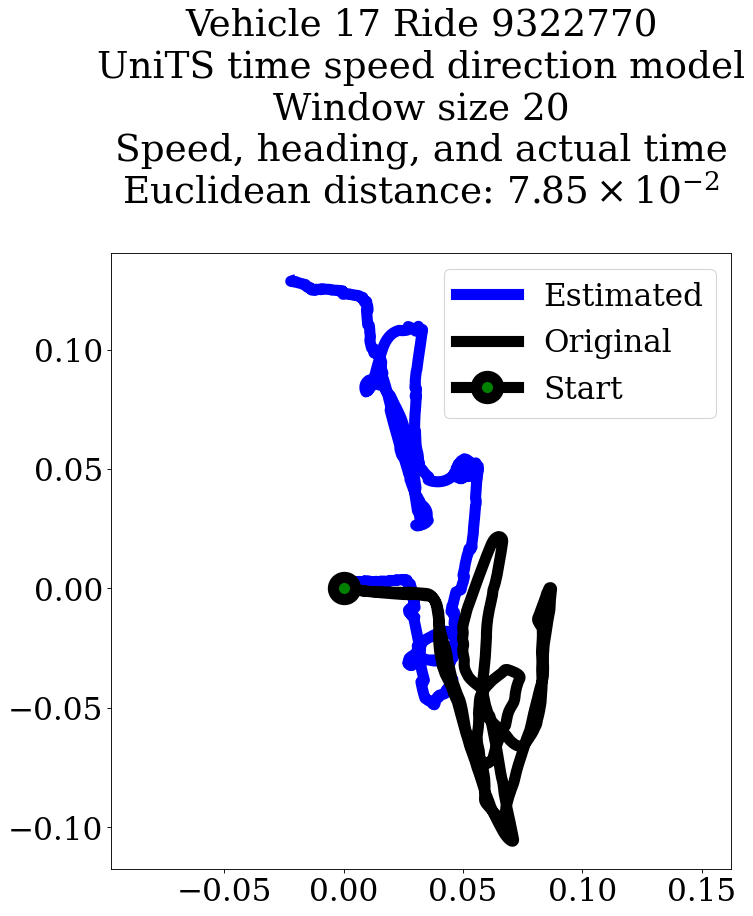 Vehicle 17 Ride 9322770
UniTS time speed direction model
Window size 20
Speed, heading, and actual time
Euclidean distance: 7.85 × 10⁻²
Estimated
Original
Start
0.10
0.05
0.00
−0.05
−0.10
−0.05 0.00 0.05 0.10 0.15